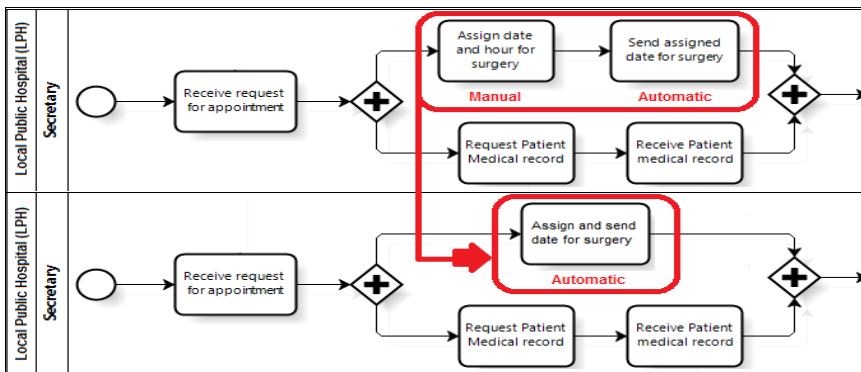 Local Public Hospital (LPH)
Secretary
Receive request
for appointment
Assign date
and hour for
surgery
Manual
Send assigned
date for surgery
Automatic
Request Patient
Medical record
Receive Patient
medical record
Local Public Hospital (LPH)
Secretary
Receive request
for appointment
Assign and send
date for surgery
Automatic
Request Patient
Medical record
Receive Patient
medical record